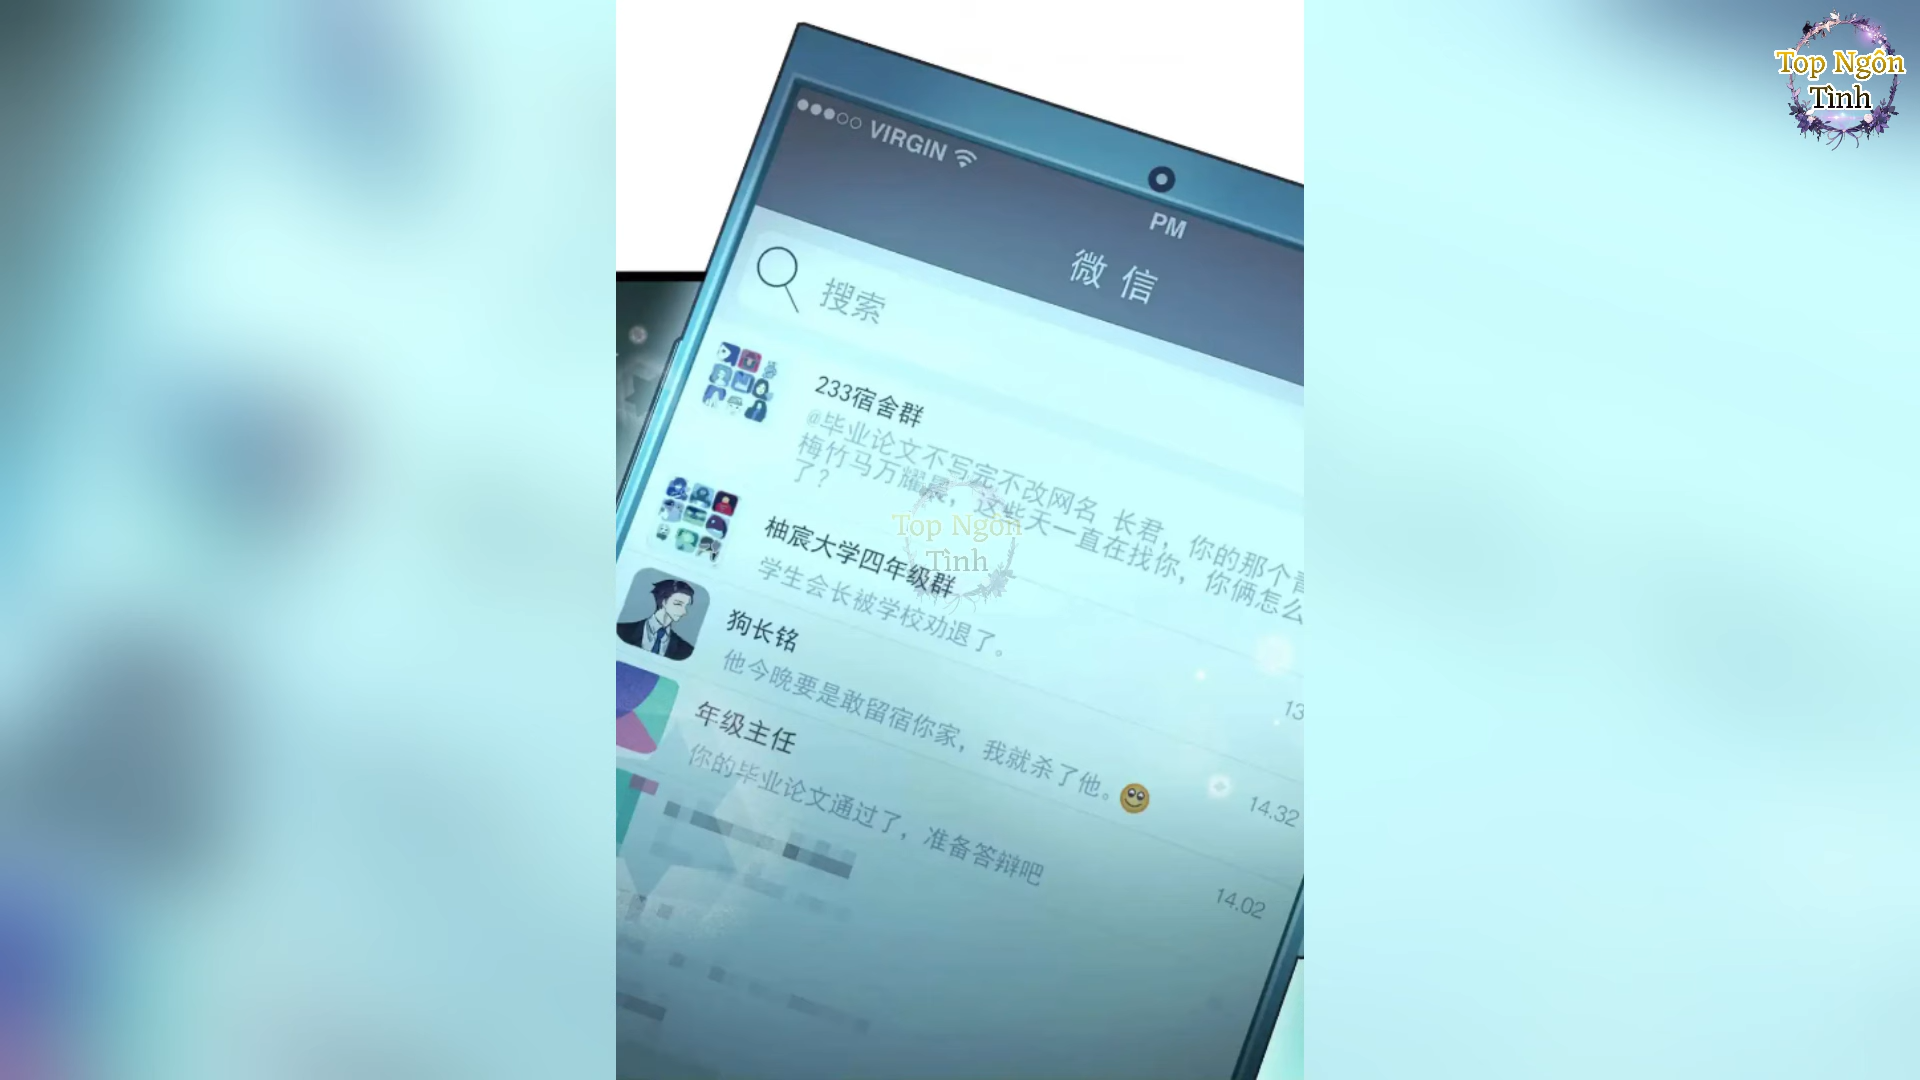 Top Ngôn
Tình
VIRGIN
PM
微信
搜索
233宿舍群
@毕业论文不写完不改网名 长君，你的那个青
梅竹马万耀晨，这些天一直在找你，你俩怎么
了？
柚宸大学四年级群
学生会长被学校劝退了。
13
狗长铭
他今晚要是敢留宿你家，我就杀了他。
14.32
年级主任
你的毕业论文通过了，准备答辩吧
14.02
Top Ngôn
Tình